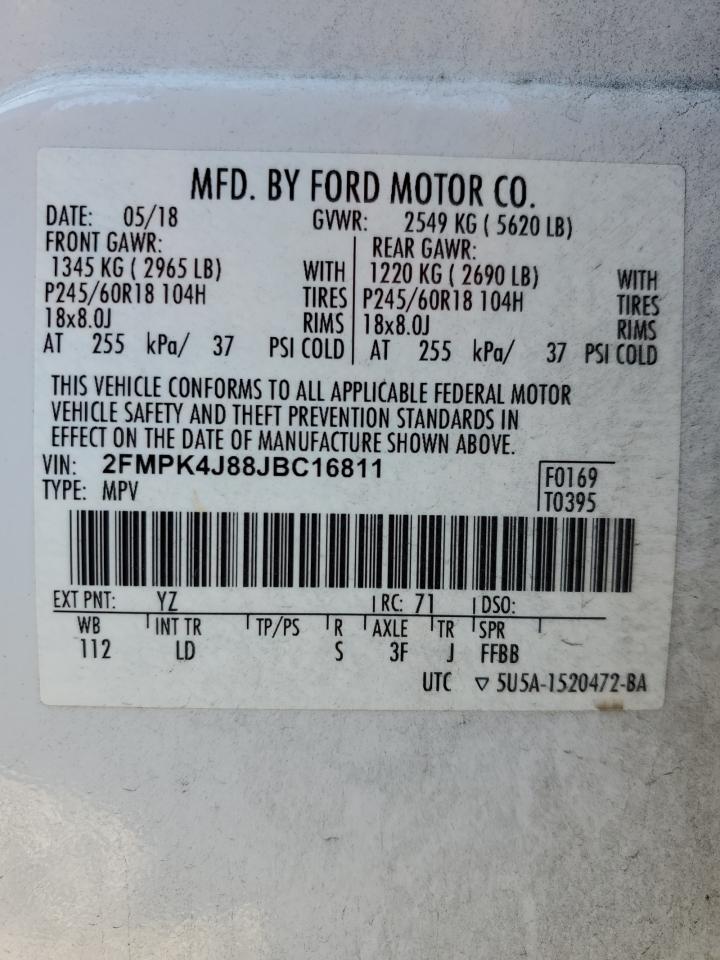 MFD. BY FORD MOTOR CO.
DATE: 05/18 GVWR: 2549 KG ( 5620 LB)
FRONT GAWR: REAR GAWR:
1345 KG ( 2965 LB) WITH 1220 KG ( 2690 LB) WITH
P245/60R18 104H TIRES P245/60R18 104H TIRES
18x8.0J RIMS 18x8.0J RIMS
AT 255 kPa/ 37 PSI COLD AT 255 kPa/ 37 PSI COLD
THIS VEHICLE CONFORMS TO ALL APPLICABLE FEDERAL MOTOR
VEHICLE SAFETY AND THEFT PREVENTION STANDARDS IN
EFFECT ON THE DATE OF MANUFACTURE SHOWN ABOVE.
VIN: 2FMPK4J88JBC16811
F0169
TYPE: MPV
T0395
EXT PNT: YZ RC: 71 DSO:
WB INT TR TP/PS R AXLE TR SPR
112 LD S 3F J FFBB
UTC ▽ 5U5A-1520472-BA